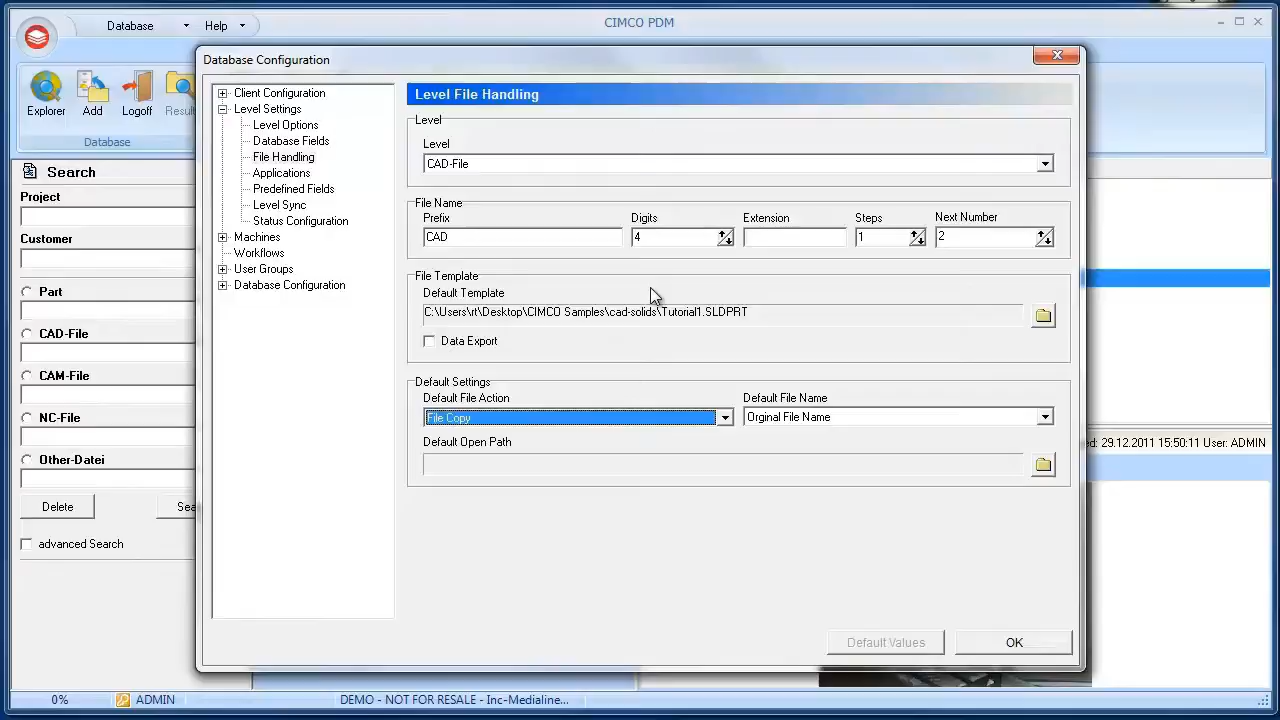 Database
Help
CIMCO PDM
Explorer
Add
Logoff
Database
Search
Project
Customer
Part
CAD-File
CAM-File
NC-File
Other-Datei
Delete
advanced Search
Database Configuration
Client Configuration
Level Settings
Level Options
Database Fields
File Handling
Applications
Predefined Fields
Level Sync
Status Configuration
Machines
Workflows
User Groups
Database Configuration
Level File Handling
Level
Level
CAD-File
File Name
Prefix Digits Extension Steps Next Number
CAD 4 1 2
File Template
Default Template
C:\Users\rt\Desktop\CIMCO Samples\cad-solids\Tutorial1.SLDPRT
Data Export
Default Settings
Default File Action Default File Name
File Copy Orginal File Name
Default Open Path
Default Values OK
29.12.2011 15:50:11 User: ADMIN
0% ADMIN DEMO - NOT FOR RESALE - Inc-Medialine...